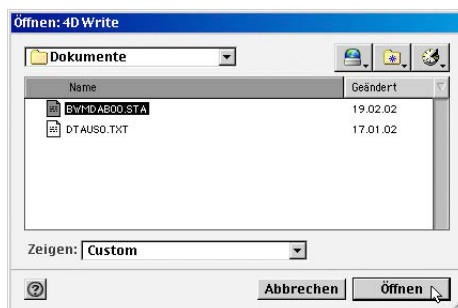 Öffnen: 4D Write
Dokumente
Name Geändert
BWMDAB00.STA 19.02.02
DTAUS0.TXT 17.01.02
Zeigen: Custom
? Abbrechen Öffnen